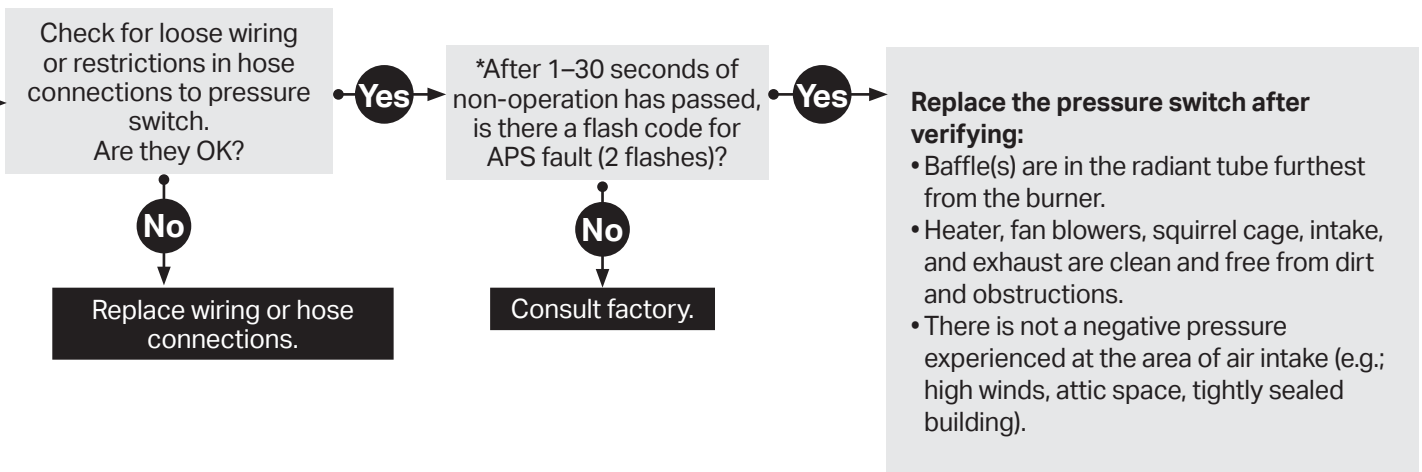 Check for loose wiring
or restrictions in hose
connections to pressure
switch.
Are they OK?
Yes
*After 1–30 seconds of
non-operation has passed,
is there a flash code for
APS fault (2 flashes)?
Yes
Replace the pressure switch after
verifying:
• Baffle(s) are in the radiant tube furthest
from the burner.
• Heater, fan blowers, squirrel cage, intake,
and exhaust are clean and free from dirt
and obstructions.
• There is not a negative pressure
experienced at the area of air intake (e.g.;
high winds, attic space, tightly sealed
building).
No
No
Replace wiring or hose
connections.
Consult factory.